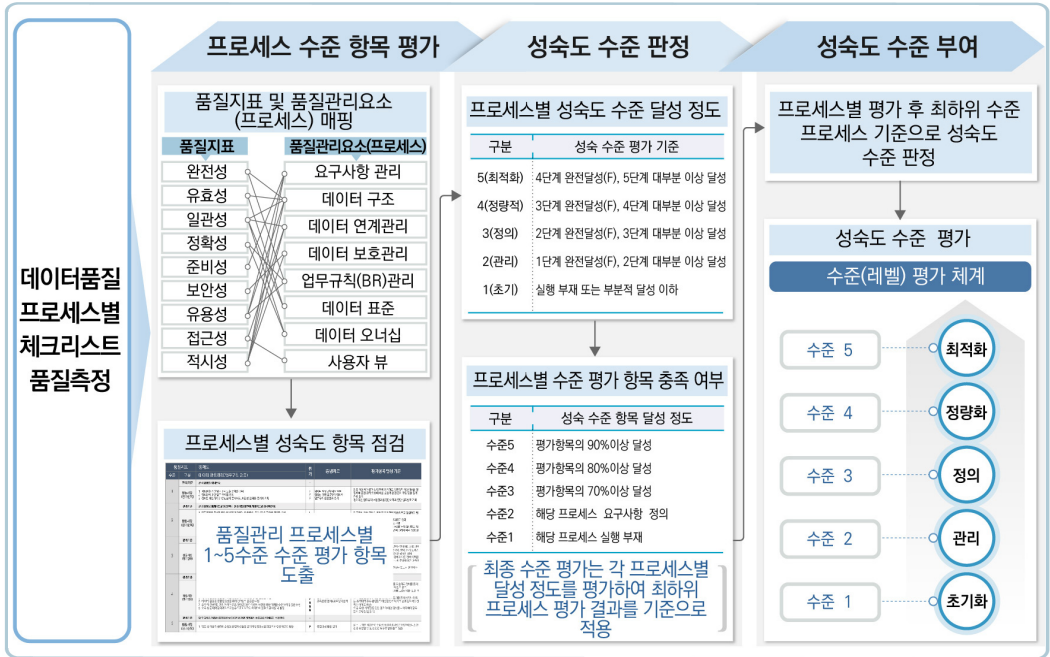 데이터품질
프로세스별
체크리스트
품질측정
프로세스 수준 항목 평가
품질지표 및 품질관리요소
(프로세스) 매핑
품질지표
품질관리요소(프로세스)
완전성
요구사항 관리
유효성
데이터 구조
일관성
데이터 연계관리
정확성
데이터 보호관리
준비성
업무규칙(BR)관리
보안성
데이터 표준
유용성
데이터 오너십
접근성
사용자 뷰
적시성
프로세스별 성숙도 항목 점검
품질관리 프로세스별
1~5수준 수준 평가 항목
도출
성숙도 수준 판정
프로세스별 성숙도 수준 달성 정도
구분 성숙 수준 평가 기준
5(최적화) 4단계 완전달성(F), 5단계 대부분 이상 달성
4(정량적) 3단계 완전달성(F), 4단계 대부분 이상 달성
3(정의) 2단계 완전달성(F), 3단계 대부분 이상 달성
2(관리) 1단계 완전달성(F), 2단계 대부분 이상 달성
1(초기) 실행 부재 또는 부분적 달성 이하
프로세스별 수준 평가 항목 충족 여부
구분 성숙 수준 항목 달성 정도
수준5 평가항목의 90%이상 달성
수준4 평가항목의 80%이상 달성
수준3 평가항목의 70%이상 달성
수준2 해당 프로세스 요구사항 정의
수준1 해당 프로세스 실행 부재
최종 수준 평가는 각 프로세스별
달성 정도를 평가하여 최하위
프로세스 평가 결과를 기준으로
적용
성숙도 수준 부여
프로세스별 평가 후 최하위 수준
프로세스 기준으로 성숙도
수준 판정
성숙도 수준 평가
수준(레벨) 평가 체계
수준 5 최적화
수준 4 정량화
수준 3 정의
수준 2 관리
수준 1 초기화